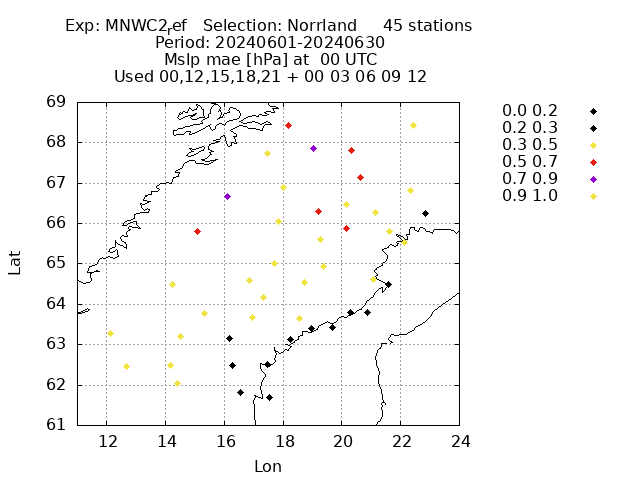 Exp: MNWC2ref Selection: Norrland 45 stations
Period: 20240601-20240630
Mslp mae [hPa] at 00 UTC
Used 00,12,15,18,21 + 00 03 06 09 12
69
68
67
66
65
64
63
62
61
Lat
12 14 16 18 20 22 24
Lon
0.0 0.2
0.2 0.3
0.3 0.5
0.5 0.7
0.7 0.9
0.9 1.0